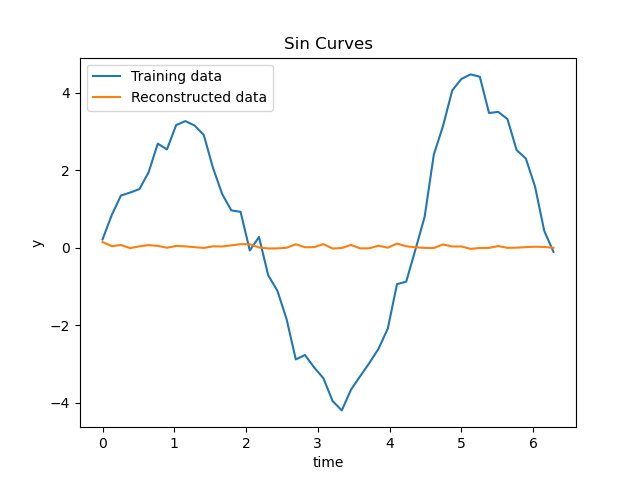 Sin Curves
Training data
Reconstructed data
y
4
2
0
−2
−4
0 1 2 3 4 5 6
time